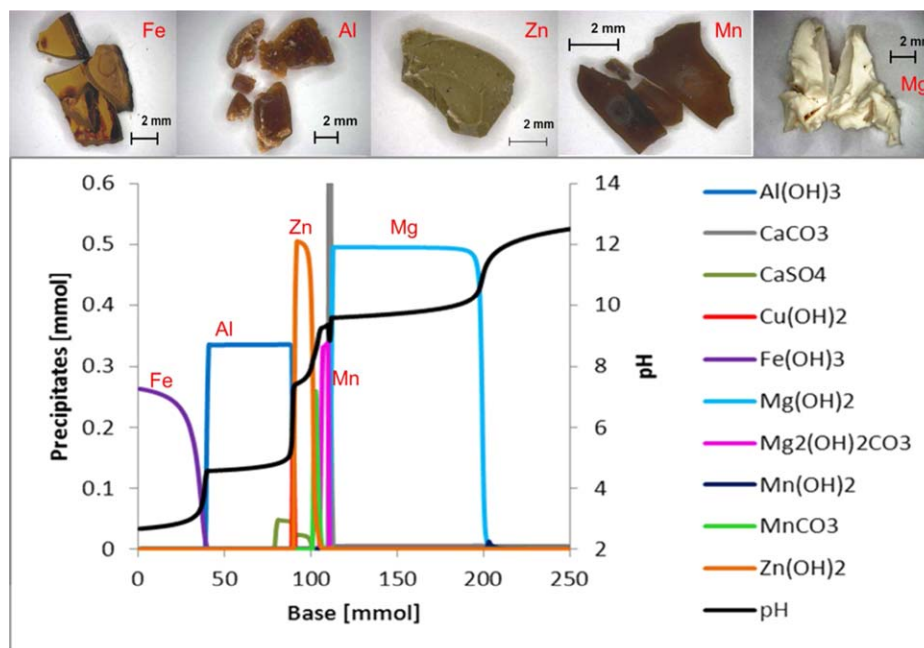 Fe
2 mm
Al
2 mm
Zn
2 mm
2 mm
Mn
2 mm
Mg
Precipitates [mmol]
0.6
0.5
0.4
0.3
0.2
0.1
0
Fe
Al
Zn
Mn
Mg
14
12
10
8
6
4
2
pH
0
50
100
150
200
250
Base [mmol]
Al(OH)3
CaCO3
CaSO4
Cu(OH)2
Fe(OH)3
Mg(OH)2
Mg2(OH)2CO3
Mn(OH)2
MnCO3
Zn(OH)2
pH